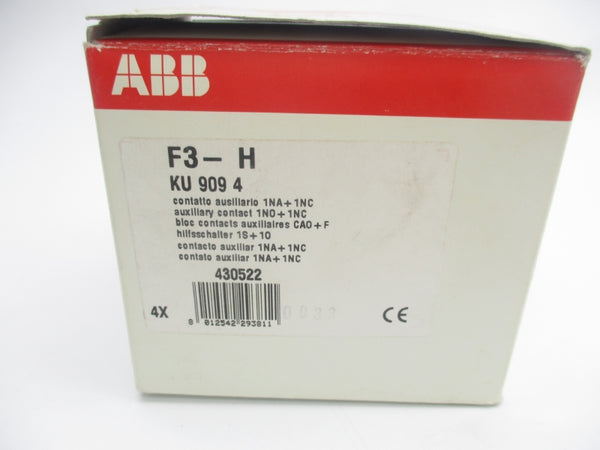 ABB
F3- H
KU 909 4
contatto ausiliario 1NA+1NC
auxiliary contact 1NO+1NC
bloc contacts auxiliaires CAO+F
hilfsschalter 1S+1O
contacto auxiliar 1NA+1NC
contato auxiliar 1NA+1NC
430522
4X
8 012542 293811
CE